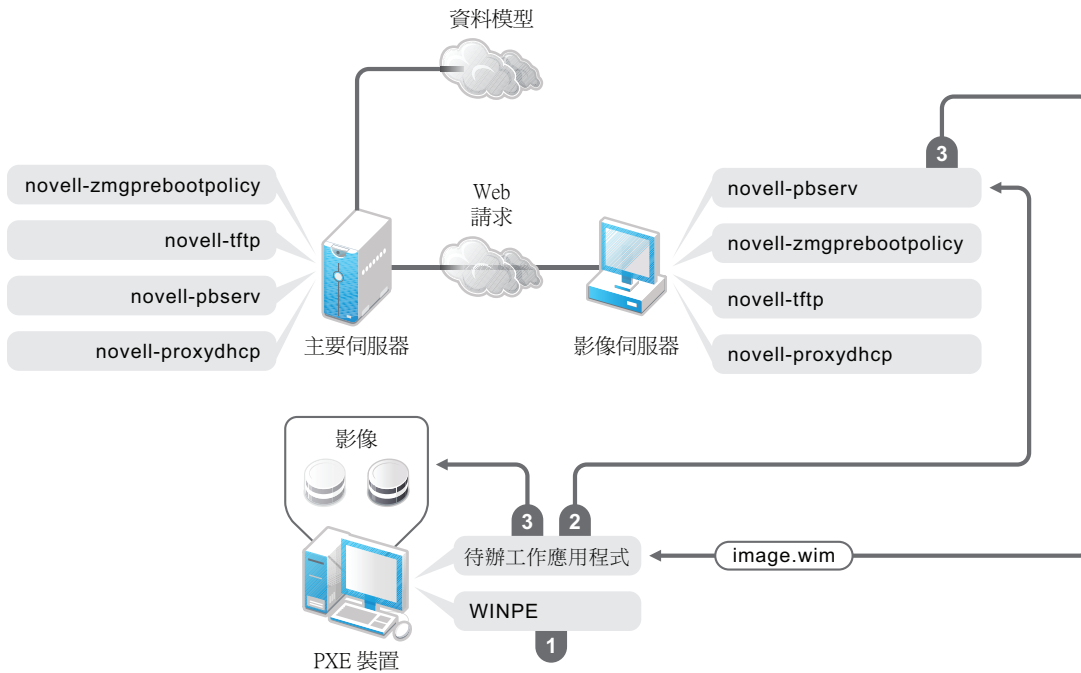 資料模型
3
novell-zmgprebootpolicy
novell-tftp
novell-pbserv
novell-proxydhcp
主要伺服器
Web
請求
影像伺服器
novell-pbserv
novell-zmgprebootpolicy
novell-tftp
novell-proxydhcp
影像
3
2
待辦工作應用程式
image.wim
WINPE
1
PXE 裝置